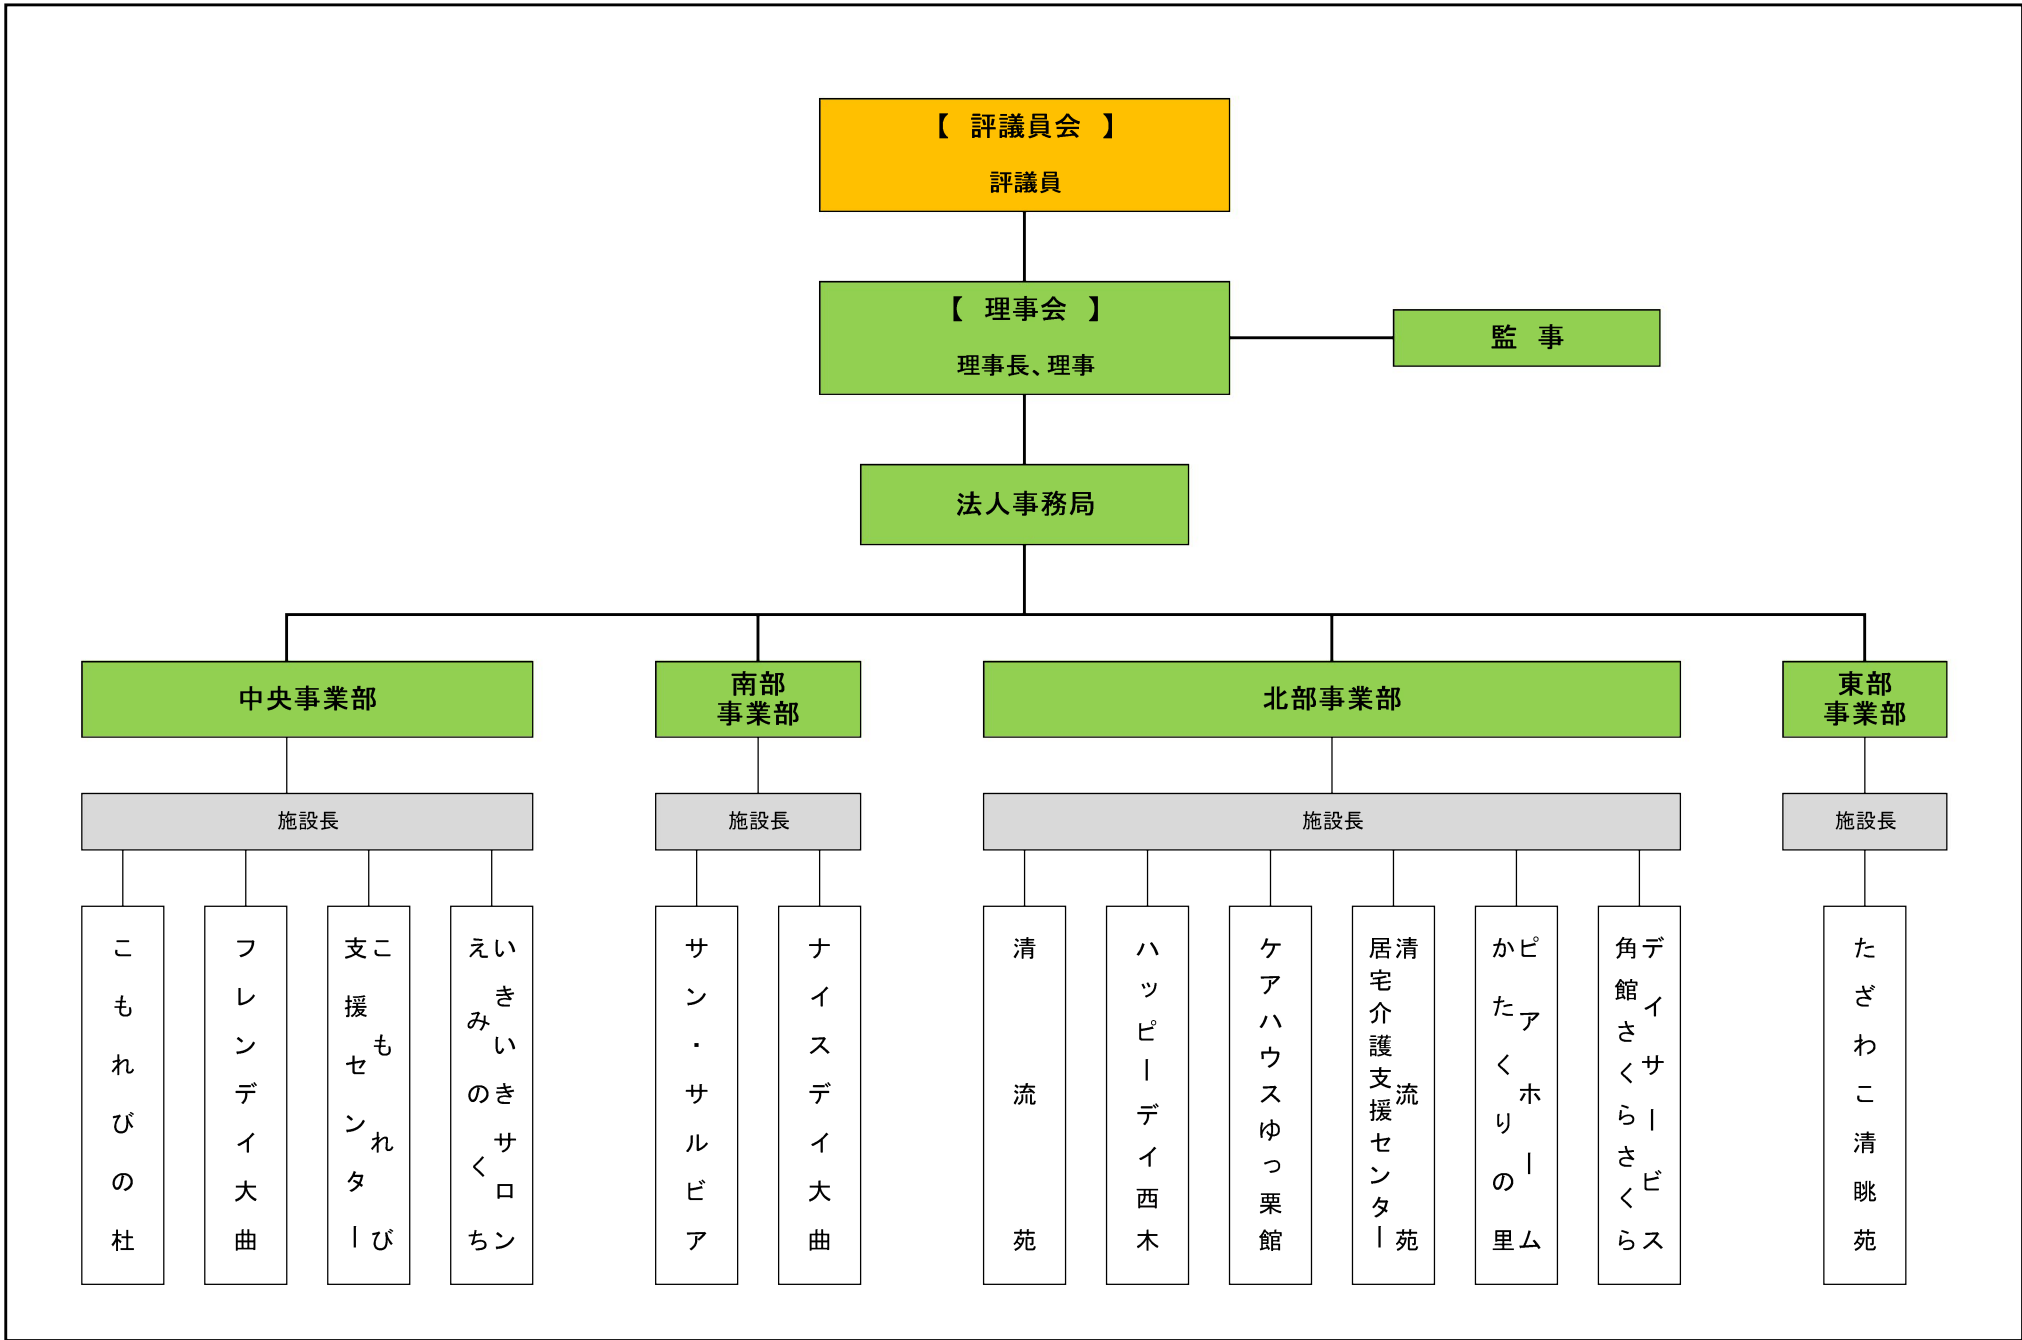 【 評議員会 】
評議員
【 理事会 】
理事長、理事
監 事
法人事務局
中央事業部
南部
事業部
北部事業部
東部
事業部
施設長
施設長
施設長
施設長
こもれびの杜
フレンデイ大曲
こもれび
支援センター
いきいきサロン
えみのくち
サン・サルビア
ナイスデイ大曲
清流苑
ハッピーデイ西木
ケアハウスゆっ栗館
清流苑
居宅介護支援センター
ピアホーム
かたくりの里
デイサービス
角館さくらさくら
たざわこ清眺苑